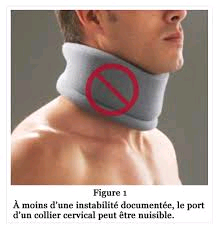 Figure 1
À moins d'une instabilité documentée, le port
d'un collier cervical peut être nuisible.